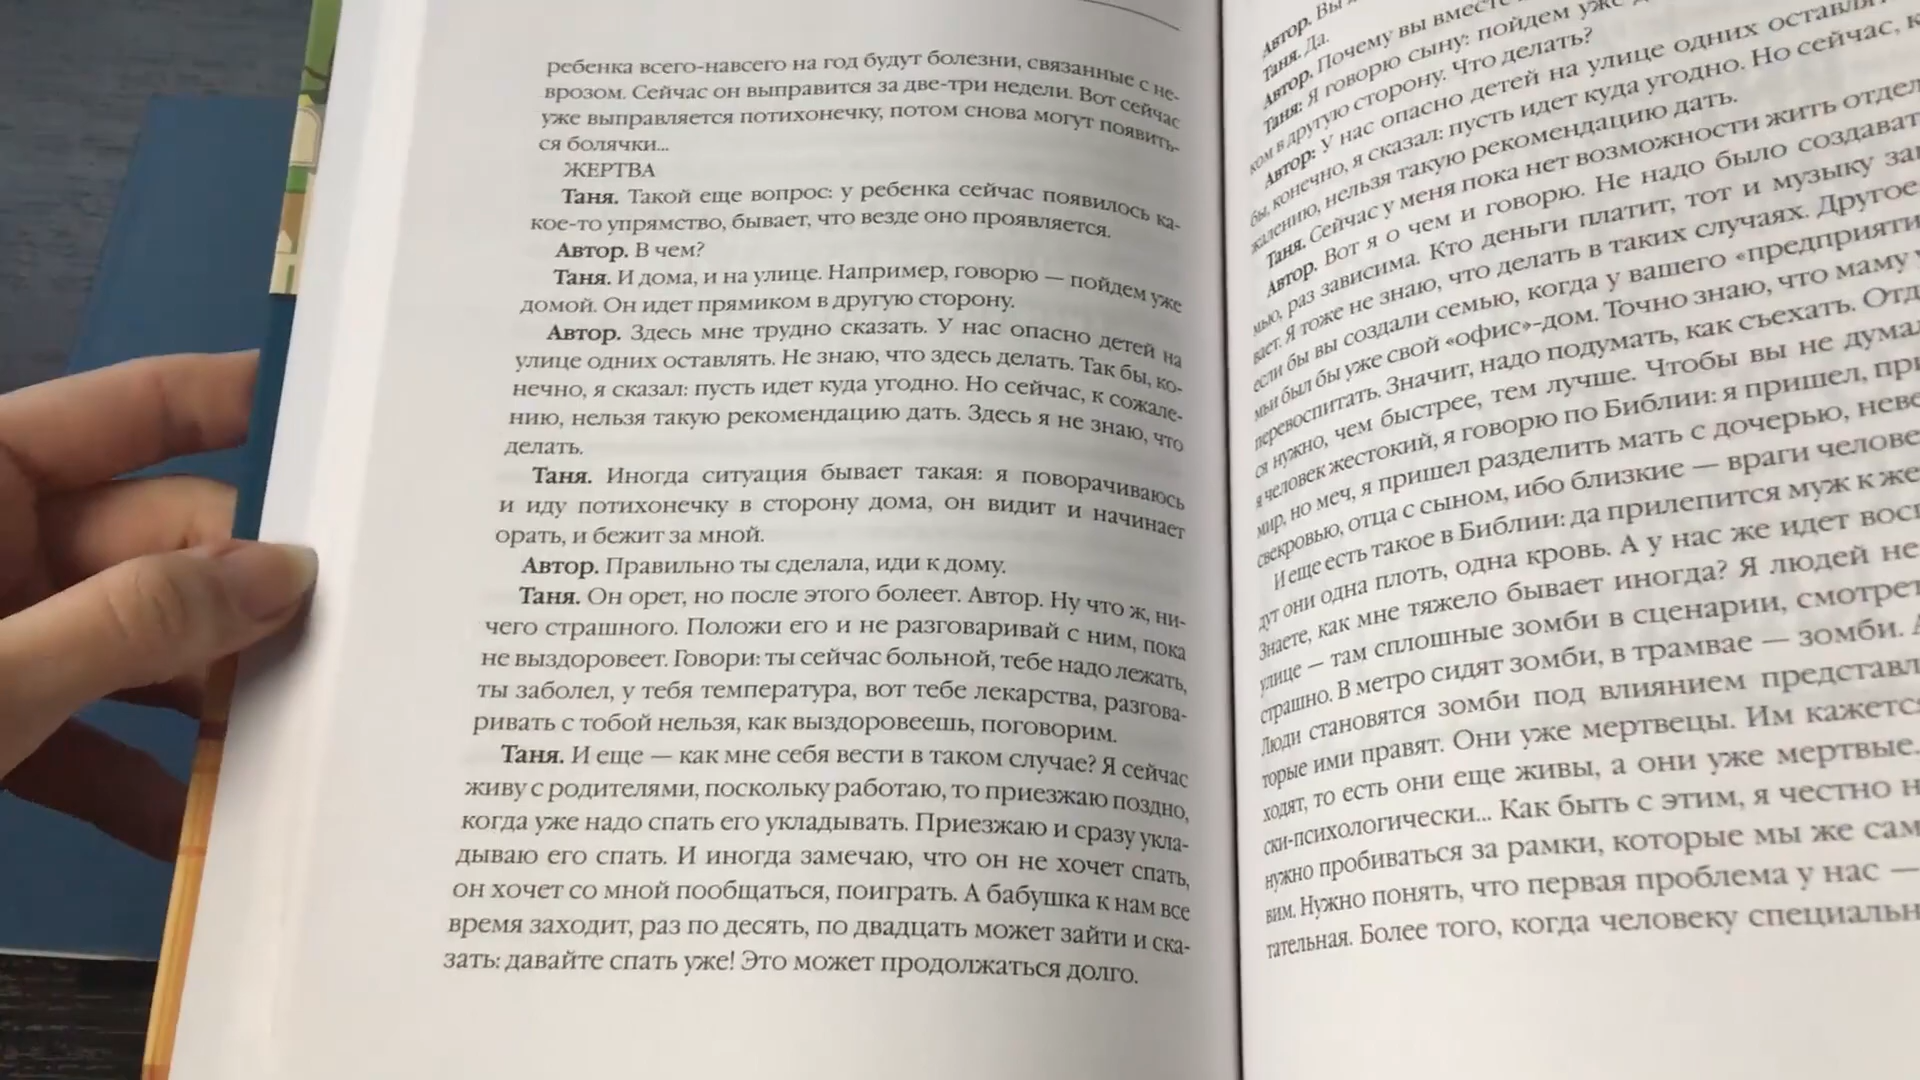 ребенка всего-навсего на год будут болезни, связанные с не-
врозом. Сейчас он выправится за две-три недели. Вот сейчас
уже выправляется потихонечку, потом снова могут появить-
ся болячки...
ЖЕРТВА
Таня. Такой еще вопрос: у ребенка сейчас появилось ка-
кое-то упрямство, бывает, что везде оно проявляется.
Автор. В чем?
Таня. И дома, и на улице. Например, говорю — пойдем уже
домой. Он идет прямиком в другую сторону.
Автор. Здесь мне трудно сказать. У нас опасно детей на
улице одних оставлять. Не знаю, что здесь делать. Так бы, ко-
нечно, я сказал: пусть идет куда угодно. Но сейчас, к сожале-
нию, нельзя такую рекомендацию дать. Здесь я не знаю, что
делать.
Таня. Иногда ситуация бывает такая: я поворачиваюсь
и иду потихонечку в сторону дома, он видит и начинает
орать, и бежит за мной.
Автор. Правильно ты сделала, иди к дому.
Таня. Он орет, но после этого болеет. Автор. Ну что ж, ни-
чего страшного. Положи его и не разговаривай с ним, пока
не выздоровеет. Говори: ты сейчас больной, тебе надо лежать,
ты заболел, у тебя температура, вот тебе лекарства, разгова-
ривать с тобой нельзя, как выздоровеешь, поговорим.
Таня. И еще — как мне себя вести в таком случае? Я сейчас
живу с родителями, поскольку работаю, то приезжаю поздно,
когда уже надо спать его укладывать. Приезжаю и сразу укла-
дываю его спать. И иногда замечаю, что он не хочет спать,
он хочет со мной пообщаться, поиграть. А бабушка к нам все
время заходит, раз по десять, по двадцать может зайти и ска-
зать: давайте спать уже! Это может продолжаться долго.
Автор. Вы
Таня. Да.
Автор. Почему вы вместе
Таня: Я говорю сыну: пойдем уже
ком в другую сторону. Что делать?
Автор: У нас опасно детей на улице одних
бы, конечно, я сказал: пусть идет куда угодно. Но сейчас, к
жалению, нельзя такую рекомендацию дать.
Таня. Сейчас у меня пока нет возможности жить
Автор. Вот я о чем и говорю. Не надо было
мью, раз зависима. Кто деньги платит, тот и музыку
вает. Я тоже не знаю, что делать в таких случаях. Другое
если бы вы создали семью, когда у вашего
мьи был бы уже свой «офис»-дом. Точно знаю, что маму
перевоспитать. Значит, надо подумать, как съехать.
ся нужно, чем быстрее, тем лучше. Чтобы вы не
я человек жестокий, я говорю по Библии: я пришел,
мир, но меч, я пришел разделить мать с дочерью,
свекровью, отца с сыном, ибо близкие — враги
И еще есть такое в Библии: да прилепится муж к
дут они одна плоть, одна кровь. А у нас же идет
Знаете, как мне тяжело бывает иногда? Я людей
улице — там сплошные зомби в сценарии,
страшно. В метро сидят зомби, в трамвае — зомби.
Люди становятся зомби под влиянием
торые ими правят. Они уже мертвецы. Им
ходят, то есть они еще живы, а они уже мертвые.
ски-психологически... Как быть с этим, я честно
нужно пробиваться за рамки, которые мы же
вим. Нужно понять, что первая проблема у нас —
тательная. Более того, когда человеку